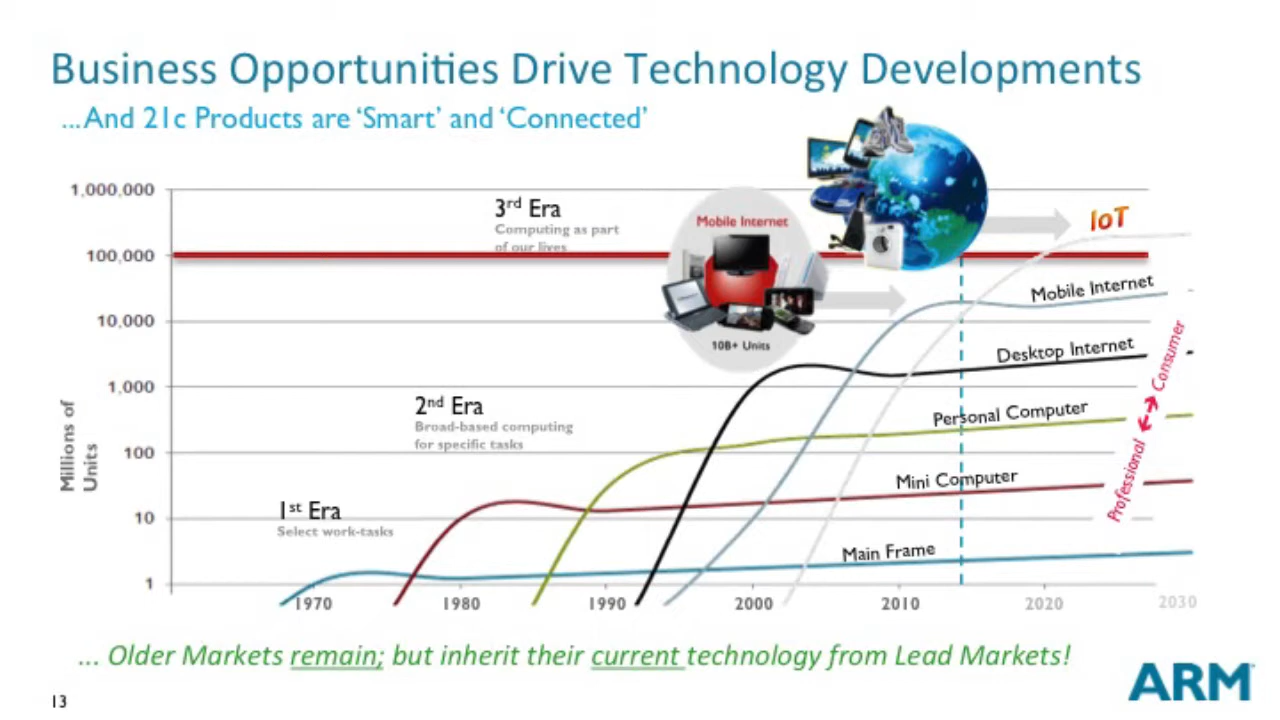 Business Opportunities Drive Technology Developments
...And 21c Products are ‘Smart’ and ‘Connected’
1,000,000
100,000
10,000
1,000
100
10
1
Millions of
Units
3rd Era
Computing as part
of our lives
2nd Era
Broad-based computing
for specific tasks
1st Era
Select work-tasks
Mobile Internet
10B+ Units
IoT
Mobile Internet
Desktop Internet
Personal Computer
Mini Computer
Main Frame
Professional
Consumer
1970
1980
1990
2000
2010
2020
2030
... Older Markets remain; but inherit their current technology from Lead Markets!
13
ARM